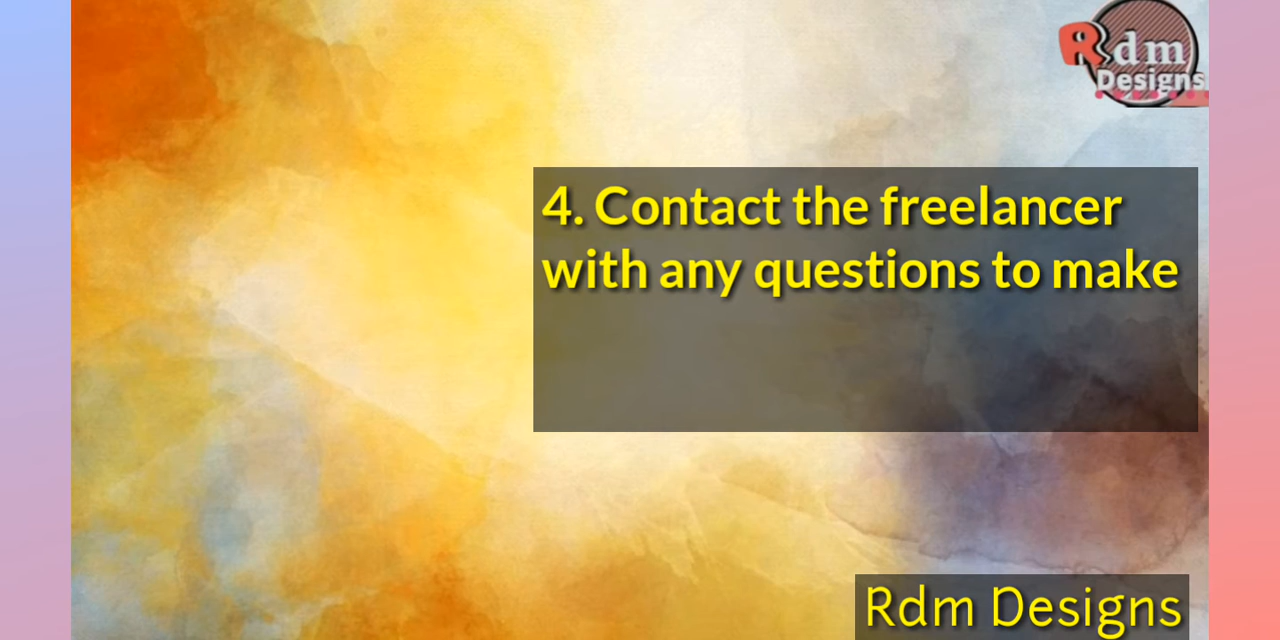 Rdm
Designs
4. Contact the freelancer
with any questions to make
Rdm Designs